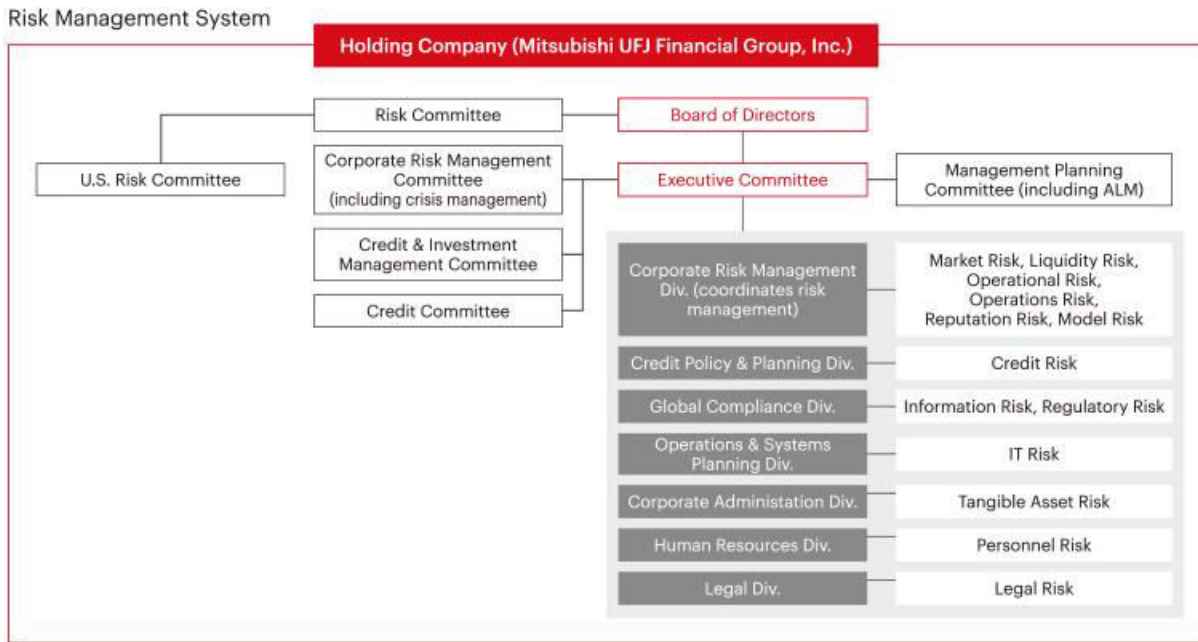 Risk Management System
Holding Company (Mitsubishi UFJ Financial Group, Inc.)
Risk Committee
Board of Directors
U.S. Risk Committee
Corporate Risk Management
Committee
(including crisis management)
Executive Committee
Management Planning
Committee (including ALM)
Credit & Investment
Management Committee
Credit Committee
Corporate Risk Management
Div. (coordinates risk
management)
Market Risk, Liquidity Risk,
Operational Risk,
Operations Risk,
Reputation Risk, Model Risk
Credit Policy & Planning Div.
Credit Risk
Global Compliance Div.
Information Risk, Regulatory Risk
Operations & Systems
Planning Div.
IT Risk
Corporate Administation Div.
Tangible Asset Risk
Human Resources Div.
Personnel Risk
Legal Div.
Legal Risk